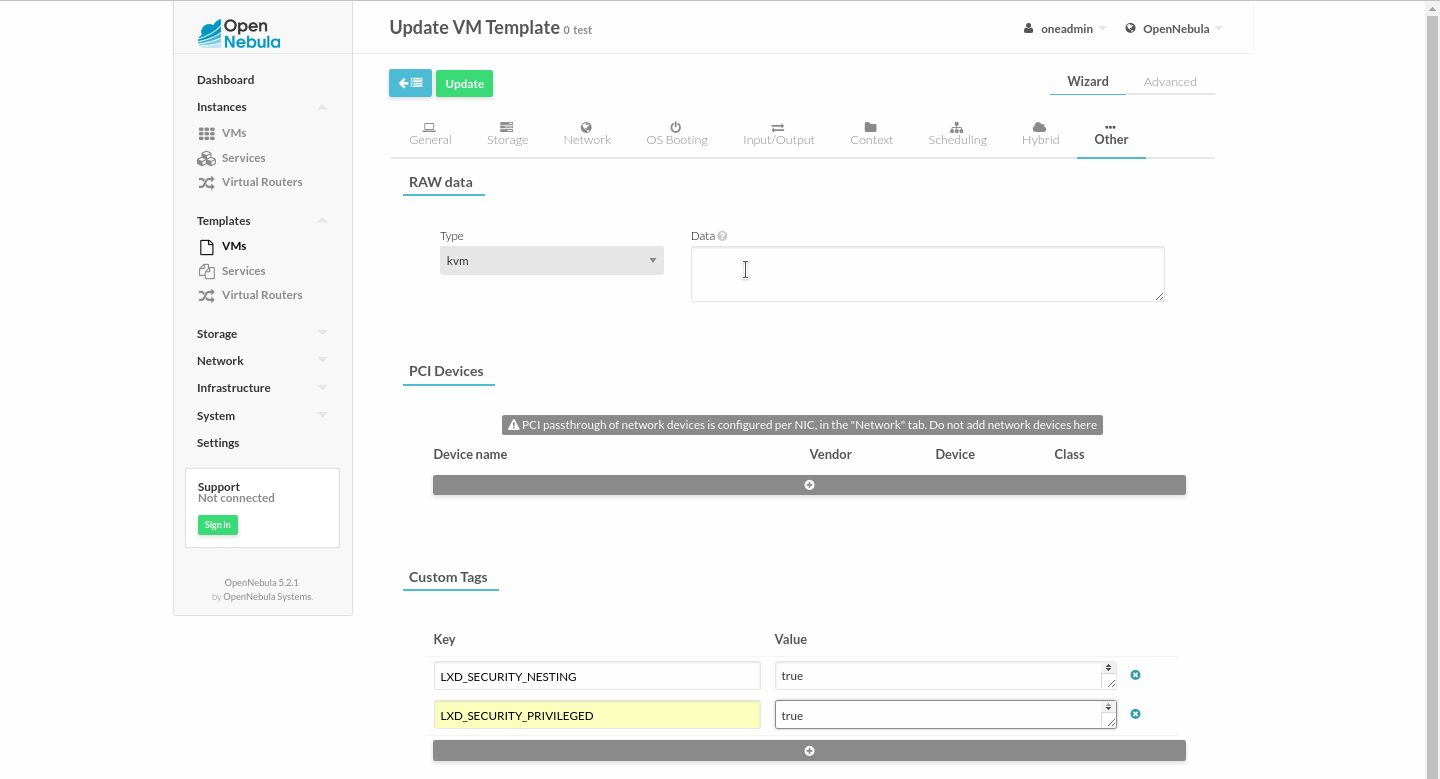 Open
Nebula
Update VM Template 0 test
oneadmin
OpenNebula
Dashboard
Instances
VMs
Services
Virtual Routers
Templates
VMs
Services
Virtual Routers
Storage
Network
Infrastructure
System
Settings
Support
Not connected
Sign in
OpenNebula 5.2.1
by OpenNebula Systems.
Update
Wizard
Advanced
General
Storage
Network
OS Booting
Input/Output
Context
Scheduling
Hybrid
Other
RAW data
Type
Data
kvm
PCI Devices
PCI passthrough of network devices is configured per NIC, in the "Network" tab. Do not add network devices here
Device name Vendor Device Class
Custom Tags
Key Value
LXD_SECURITY_NESTING true
LXD_SECURITY_PRIVILEGED true